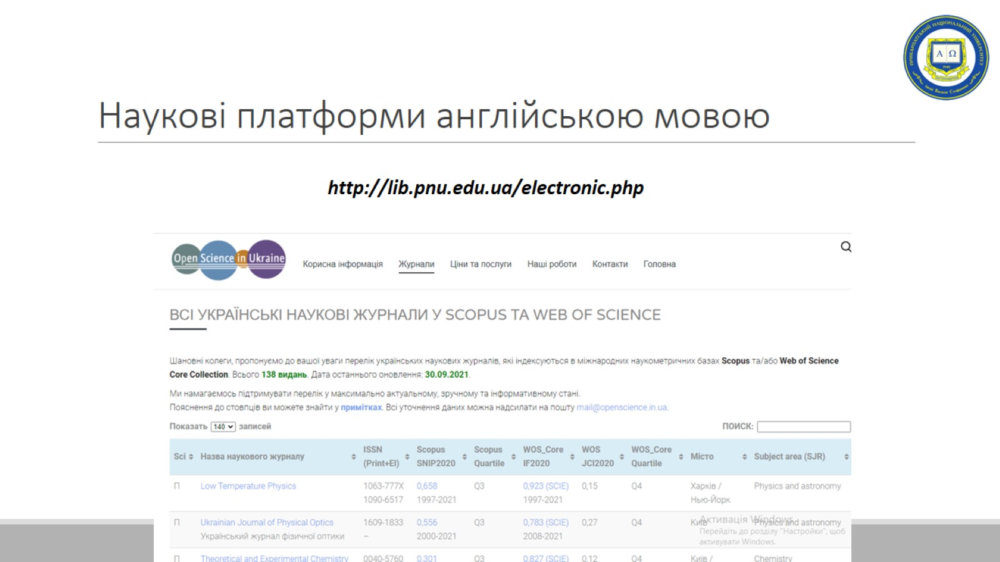 ПРИКАРПАТСЬКИЙ НАЦІОНАЛЬНИЙ УНІВЕРСИТЕТ
Α Ω
1940
імені Василя Стефаника
Наукові платформи англійською мовою
http://lib.pnu.edu.ua/electronic.php
Open Science in Ukraine
Корисна інформація Журнали Ціни та послуги Наші роботи Контакти Головна
ВСІ УКРАЇНСЬКІ НАУКОВІ ЖУРНАЛИ У SCOPUS ТА WEB OF SCIENCE
Шановні колеги, пропонуємо до вашої уваги перелік українських наукових журналів, які індексуються в міжнародних наукометричних базах Scopus та/або Web of Science
Core Collection. Всього 138 видань. Дата останнього оновлення: 30.09.2021.
Ми намагаємось підтримувати перелік у максимально актуальному, зручному та інформативному стані.
Пояснення до стовпців ви можете знайти у примітках. Всі уточнення даних можна надсилати на пошту mail@openscience.in.ua.
Показать 140 записей ПОИСК:
Sci Назва наукового журналу ISSN (Print+El) Scopus SNIP2020 Scopus Quartile WOS_Core IF2020 WOS JCI2020 WOS_Core Quartile Місто Subject area (SJR)
П Low Temperature Physics 1063-777X 0,658 Q3 0,923 (SCIE) 0,15 Q4 Харків / Physics and astronomy
1090-6517 1997-2021 1997-2021 Нью-Йорк
П Ukrainian Journal of Physical Optics 1609-1833 0,556 Q3 0,783 (SCIE) 0,27 Q4 Київ Physics and astronomy
Український журнал фізичної оптики – 2000-2021 2008-2021
Активація Windows
Перейдіть до розділу "Настройки", щоб
активувати Windows.
П Theoretical and Experimental Chemistry 0040-5760 0,301 Q3 0,827 (SCIE) 0,12 Q4 Київ / Chemistry